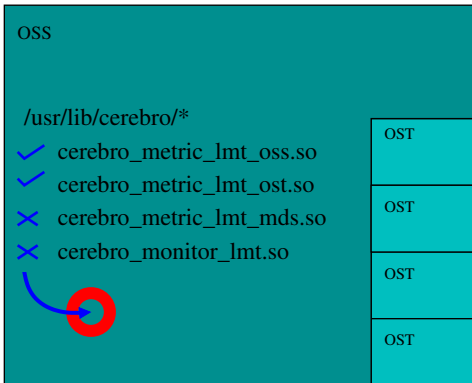 OSS
/usr/lib/cerebro/*
cerebro_metric_lmt_oss.so
cerebro_metric_lmt_ost.so
cerebro_metric_lmt_mds.so
cerebro_monitor_lmt.so
OST
OST
OST
OST